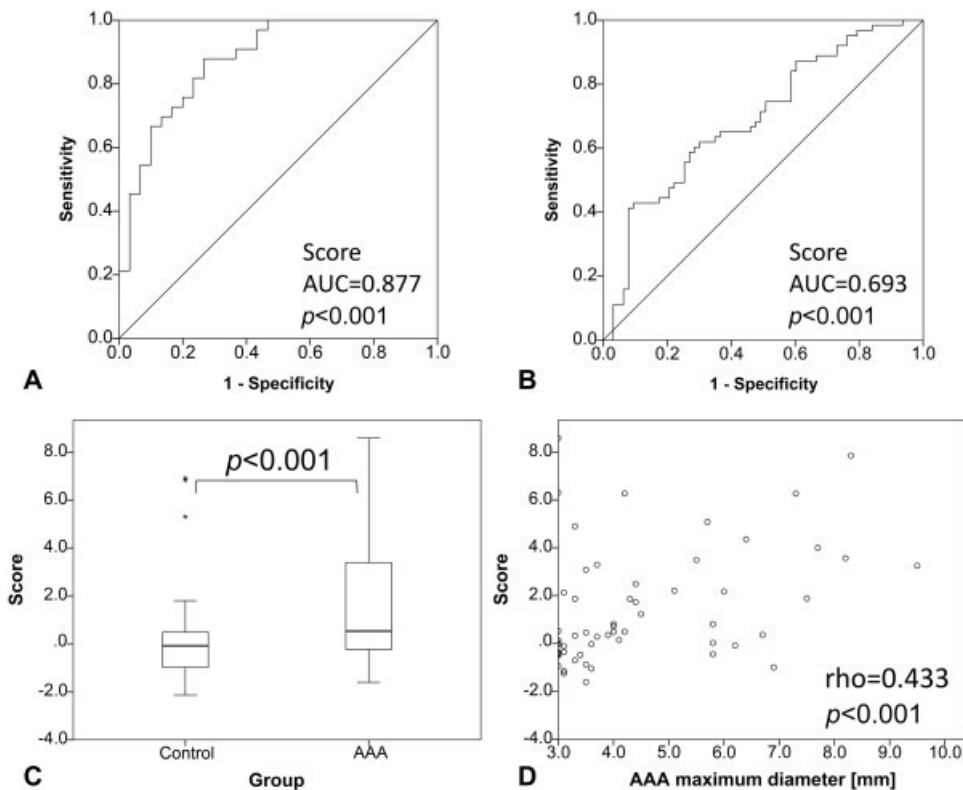 1.0
0.8
0.6
0.4
0.2
0.0
Sensitivity
Score
AUC=0.877
p<0.001
0.0 0.2 0.4 0.6 0.8 1.0
1 - Specificity
A
1.0
0.8
0.6
0.4
0.2
0.0
Sensitivity
Score
AUC=0.693
p<0.001
0.0 0.2 0.4 0.6 0.8 1.0
1 - Specificity
B
8.0
6.0
4.0
2.0
.0
-2.0
-4.0
Score
p<0.001
Control AAA
Group
C
8.0
6.0
4.0
2.0
.0
-2.0
-4.0
Score
rho=0.433
p<0.001
3.0 4.0 5.0 6.0 7.0 8.0 9.0 10.0
AAA maximum diameter [mm]
D